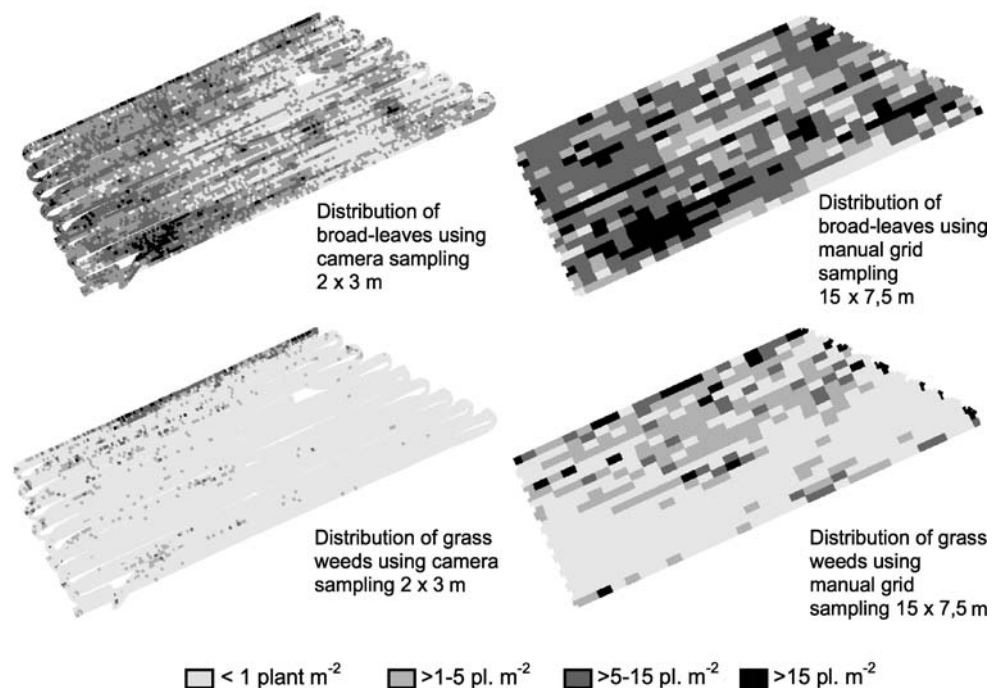 Distribution of
broad-leaves using
camera sampling
2 x 3 m
Distribution of
broad-leaves using
manual grid
sampling
15 x 7,5 m
Distribution of grass
weeds using camera
sampling 2 x 3 m
Distribution of grass
weeds using
manual grid
sampling 15 x 7,5 m
< 1 plant m⁻² >1-5 pl. m⁻² >5-15 pl. m⁻² >15 pl. m⁻²